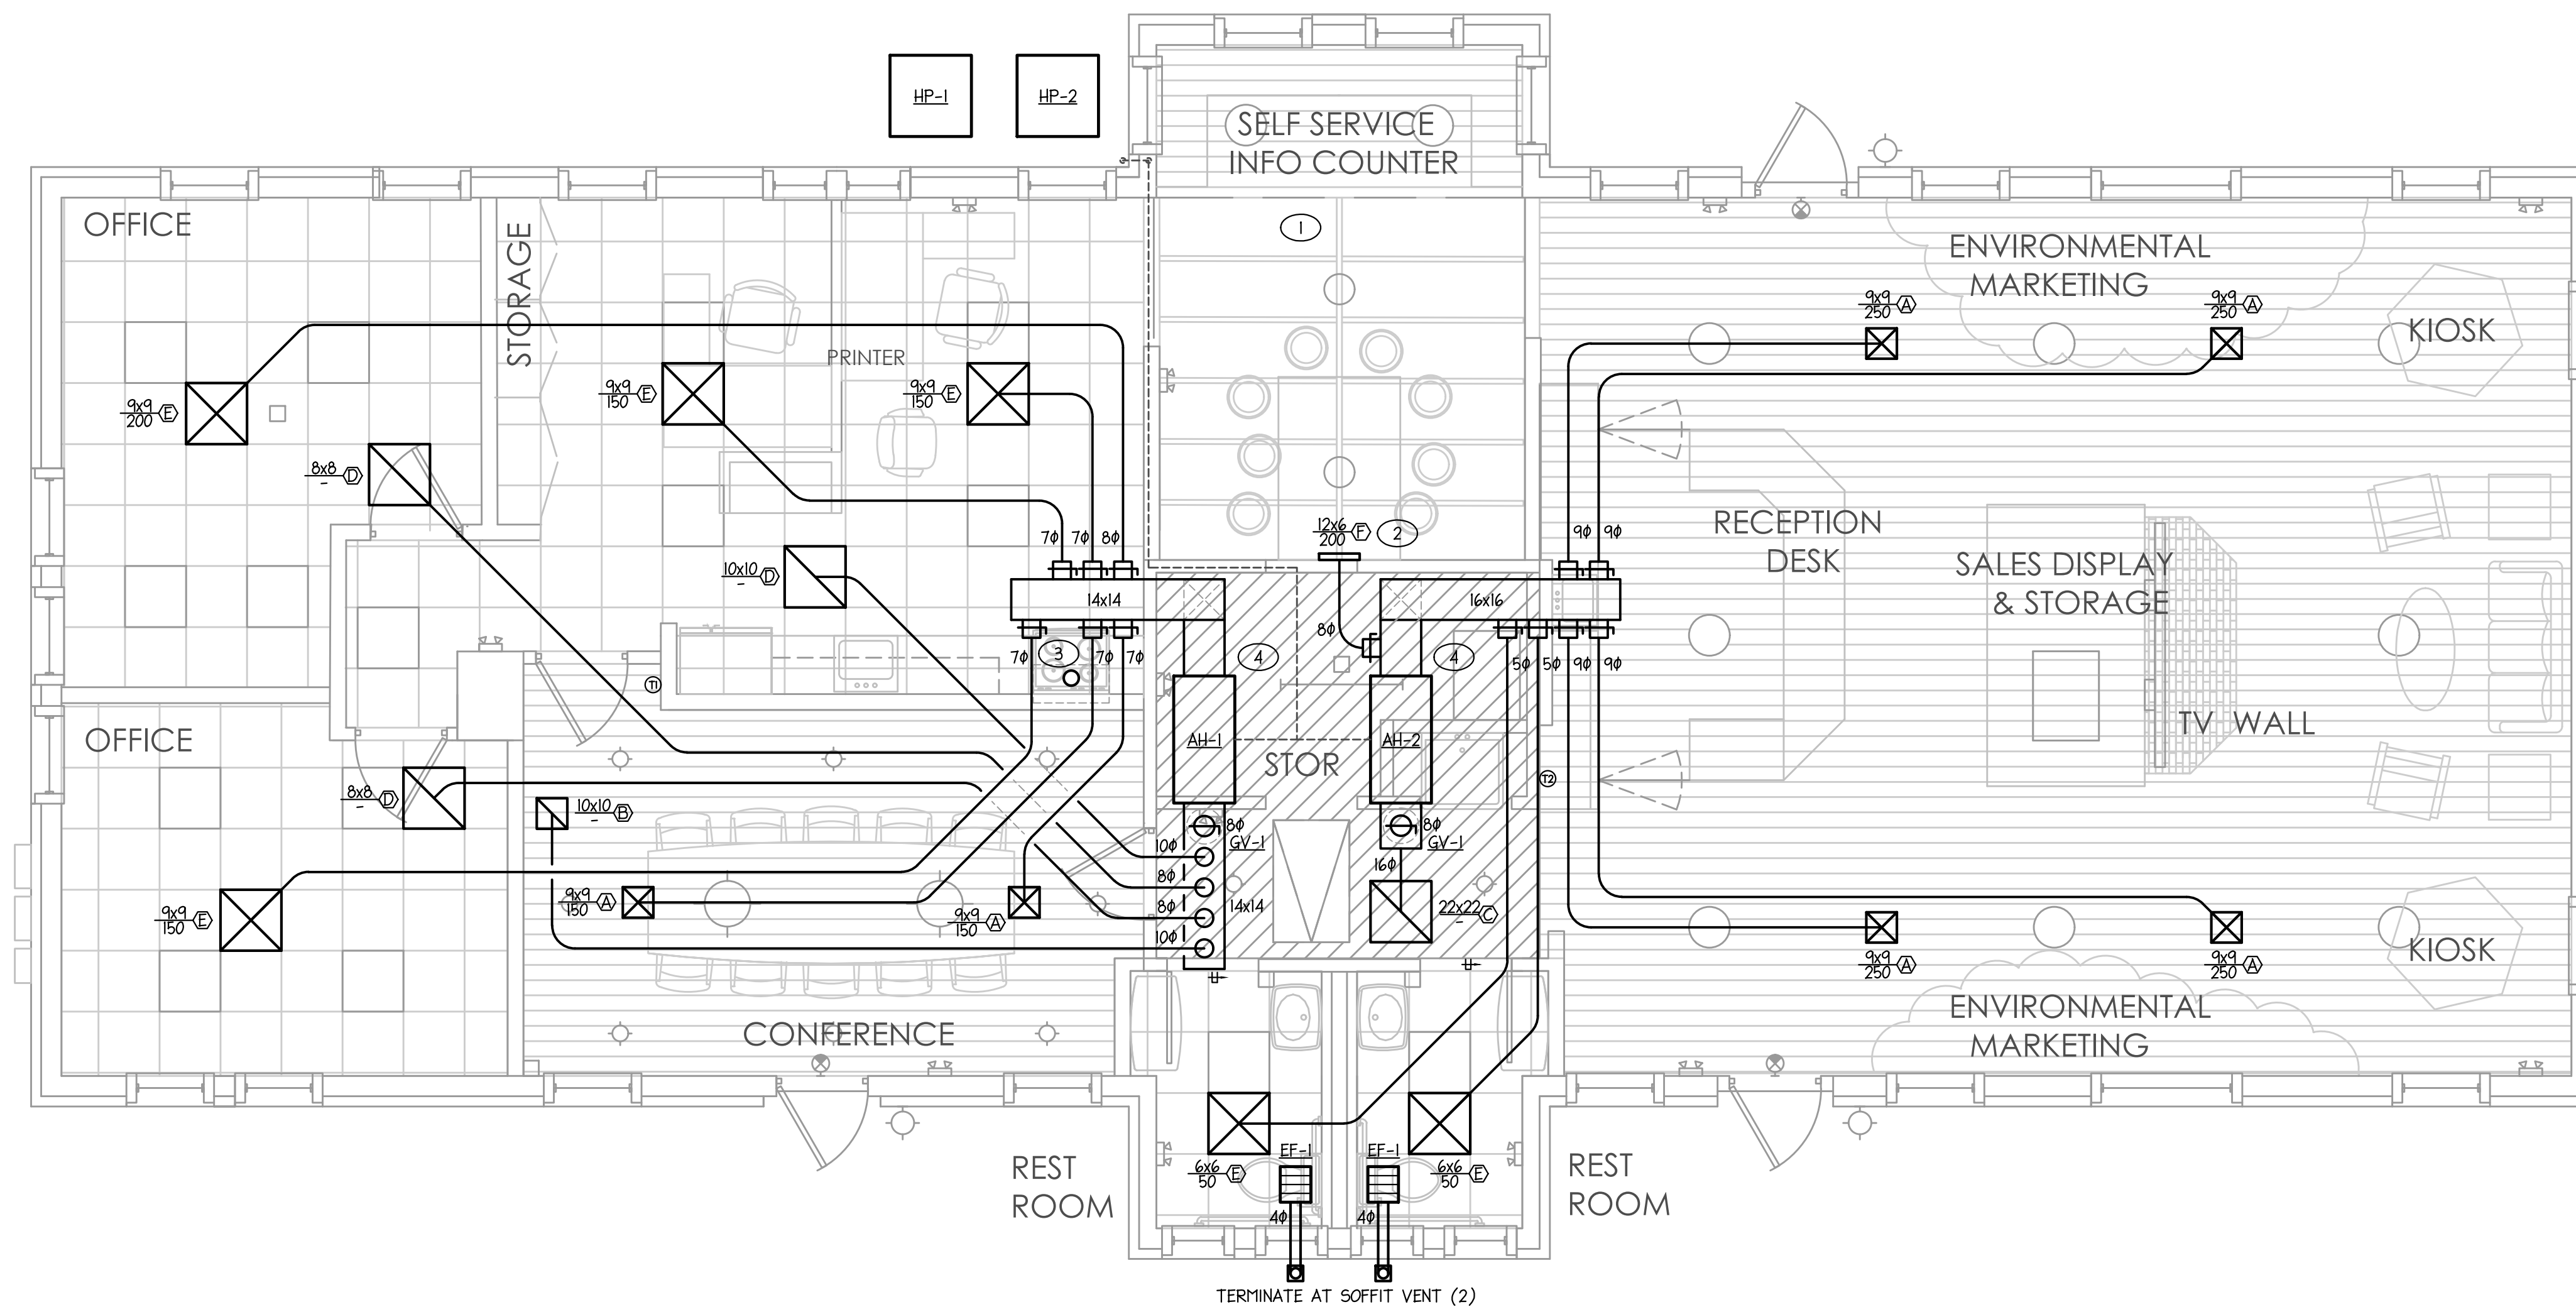 HP-1
HP-2
SELF SERVICE
INFO COUNTER
OFFICE
STORAGE
1
ENVIRONMENTAL
MARKETING
9x9
250
A
9x9
250
A
KIOSK
PRINTER
9x9
200
E
9x9
150
E
9x9
150
E
8x8
-
D
10x10
-
D
7ϕ
7ϕ
8ϕ
12x6
200
F
2
9ϕ
9ϕ
RECEPTION
DESK
SALES DISPLAY
& STORAGE
14x14
16x16
8ϕ
7ϕ
3
7ϕ
7ϕ
4
4
5ϕ
5ϕ
9ϕ
9ϕ
T1
OFFICE
AH-1
AH-2
STOR
T2
TV WALL
8x8
-
D
10x10
-
B
8ϕ
GV-1
8ϕ
GV-1
10ϕ
8ϕ
8ϕ
10ϕ
14x14
16ϕ
22x22
-
C
9x9
150
E
9x9
150
A
9x9
150
A
9x9
250
A
9x9
250
A
KIOSK
CONFERENCE
ENVIRONMENTAL
MARKETING
REST
ROOM
EF-1
EF-1
6x6
50
E
6x6
50
E
4ϕ
4ϕ
REST
ROOM
TERMINATE AT SOFFIT VENT (2)